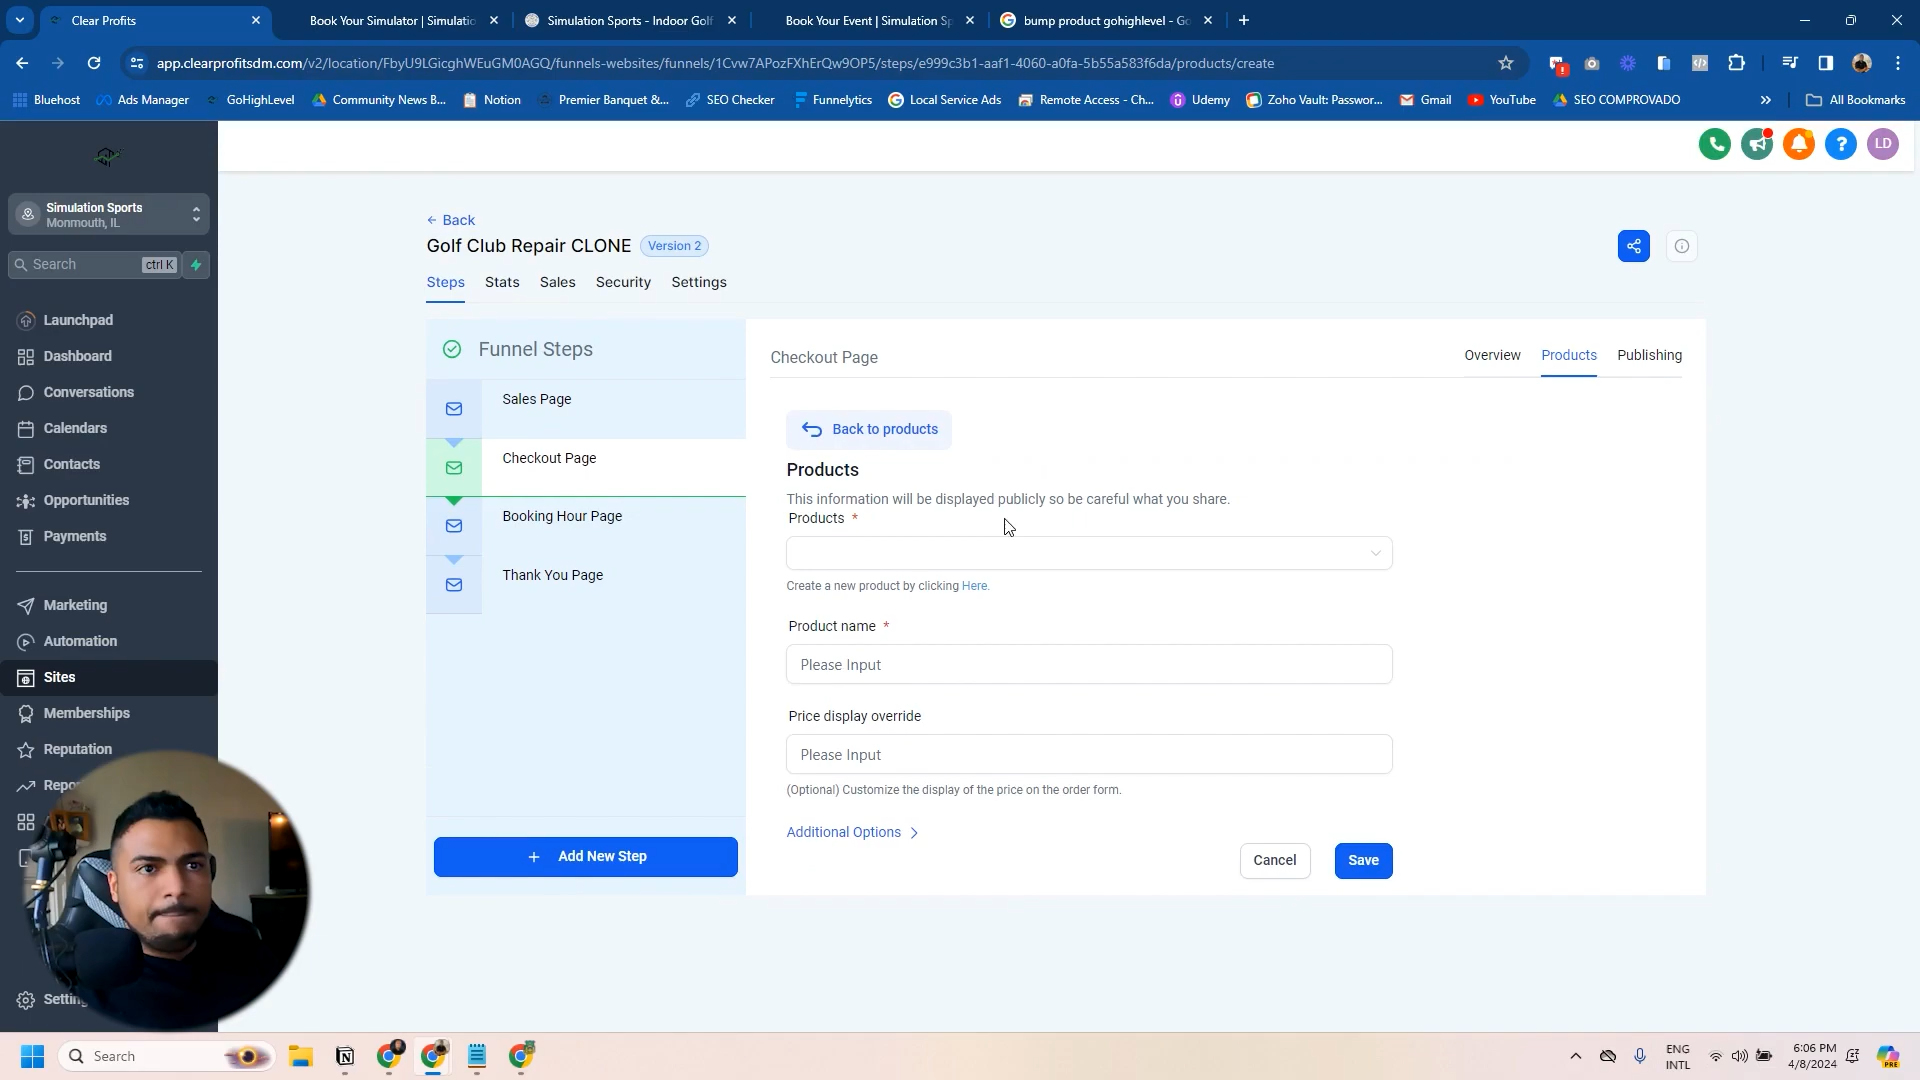 Clear Profits
Book Your Simulator | Simulatio
Simulation Sports - Indoor Golf
Book Your Event | Simulation Sp
bump product gohighlevel - Go
app.clearprofitsdm.com/v2/location/FbyU9LGicghWEuGM0AGQ/funnels-websites/funnels/1Cvw7APozFXhErQw9OP5/steps/e999c3b1-aaf1-4060-a0fa-5b55a583f6da/products/create
Bluehost
Ads Manager
GoHighLevel
Community News B...
Notion
Premier Banquet &...
SEO Checker
Funnelytics
Local Service Ads
Remote Access - Ch...
Udemy
Zoho Vault: Passwor...
Gmail
YouTube
SEO COMPROVADO
All Bookmarks
LD
Simulation Sports
Monmouth, IL
Search ctrl K
Launchpad
Dashboard
Conversations
Calendars
Contacts
Opportunities
Payments
Marketing
Automation
Sites
Memberships
Reputation
Repo
Setting
Back
Golf Club Repair CLONE Version 2
Steps Stats Sales Security Settings
Funnel Steps
Sales Page
Checkout Page
Booking Hour Page
Thank You Page
+ Add New Step
Checkout Page
Overview Products Publishing
Back to products
Products
This information will be displayed publicly so be careful what you share.
Products *
Create a new product by clicking Here.
Product name *
Please Input
Price display override
Please Input
(Optional) Customize the display of the price on the order form.
Additional Options
Cancel Save
Search
ENG
INTL
6:06 PM
4/8/2024
PRE